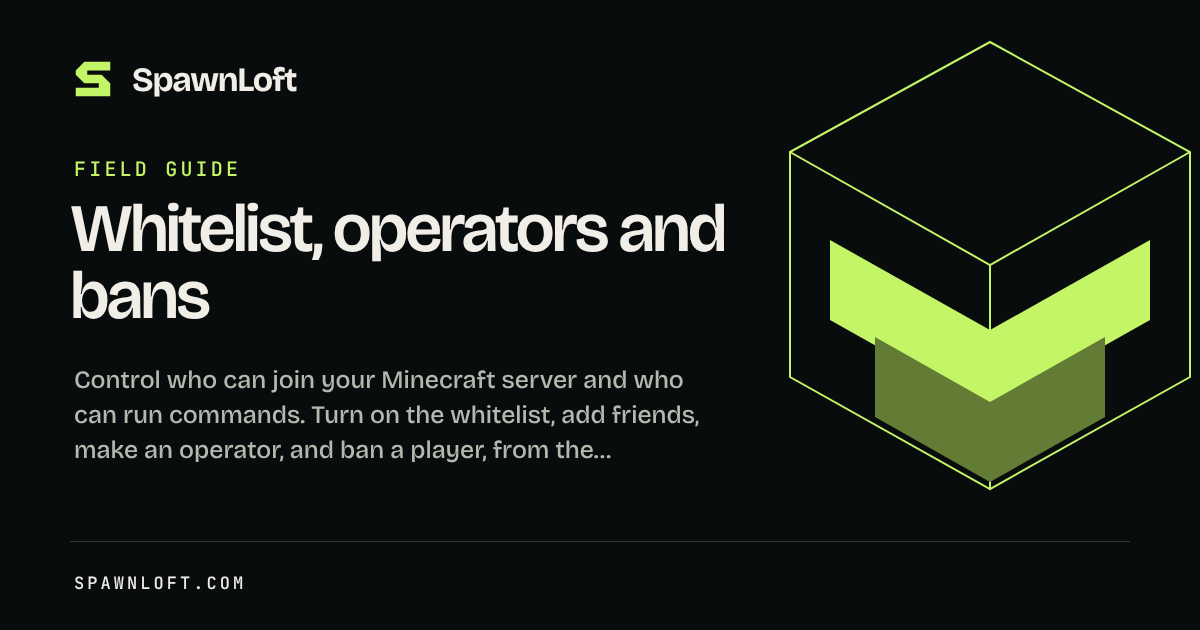 SpawnLoft
FIELD GUIDE
Whitelist, operators and
bans
Control who can join your Minecraft server and who
can run commands. Turn on the whitelist, add friends,
make an operator, and ban a player, from the...
SPAWNLOFT.COM